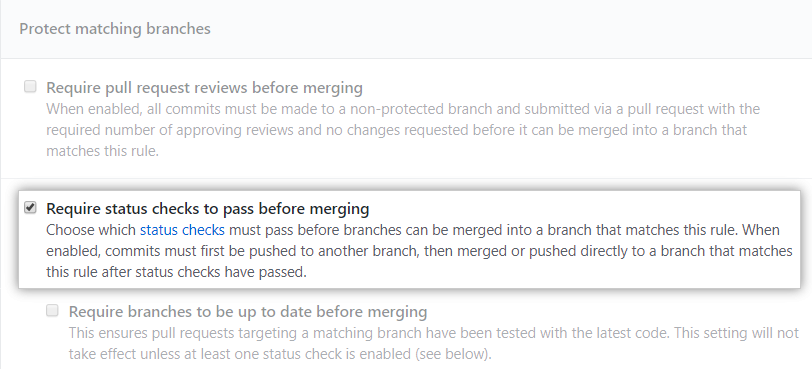 Protect matching branches
Require pull request reviews before merging
When enabled, all commits must be made to a non-protected branch and submitted via a pull request with the
required number of approving reviews and no changes requested before it can be merged into a branch that
matches this rule.
Require status checks to pass before merging
Choose which status checks must pass before branches can be merged into a branch that matches this rule. When
enabled, commits must first be pushed to another branch, then merged or pushed directly to a branch that matches
this rule after status checks have passed.
Require branches to be up to date before merging
This ensures pull requests targeting a matching branch have been tested with the latest code. This setting will not
take effect unless at least one status check is enabled (see below).